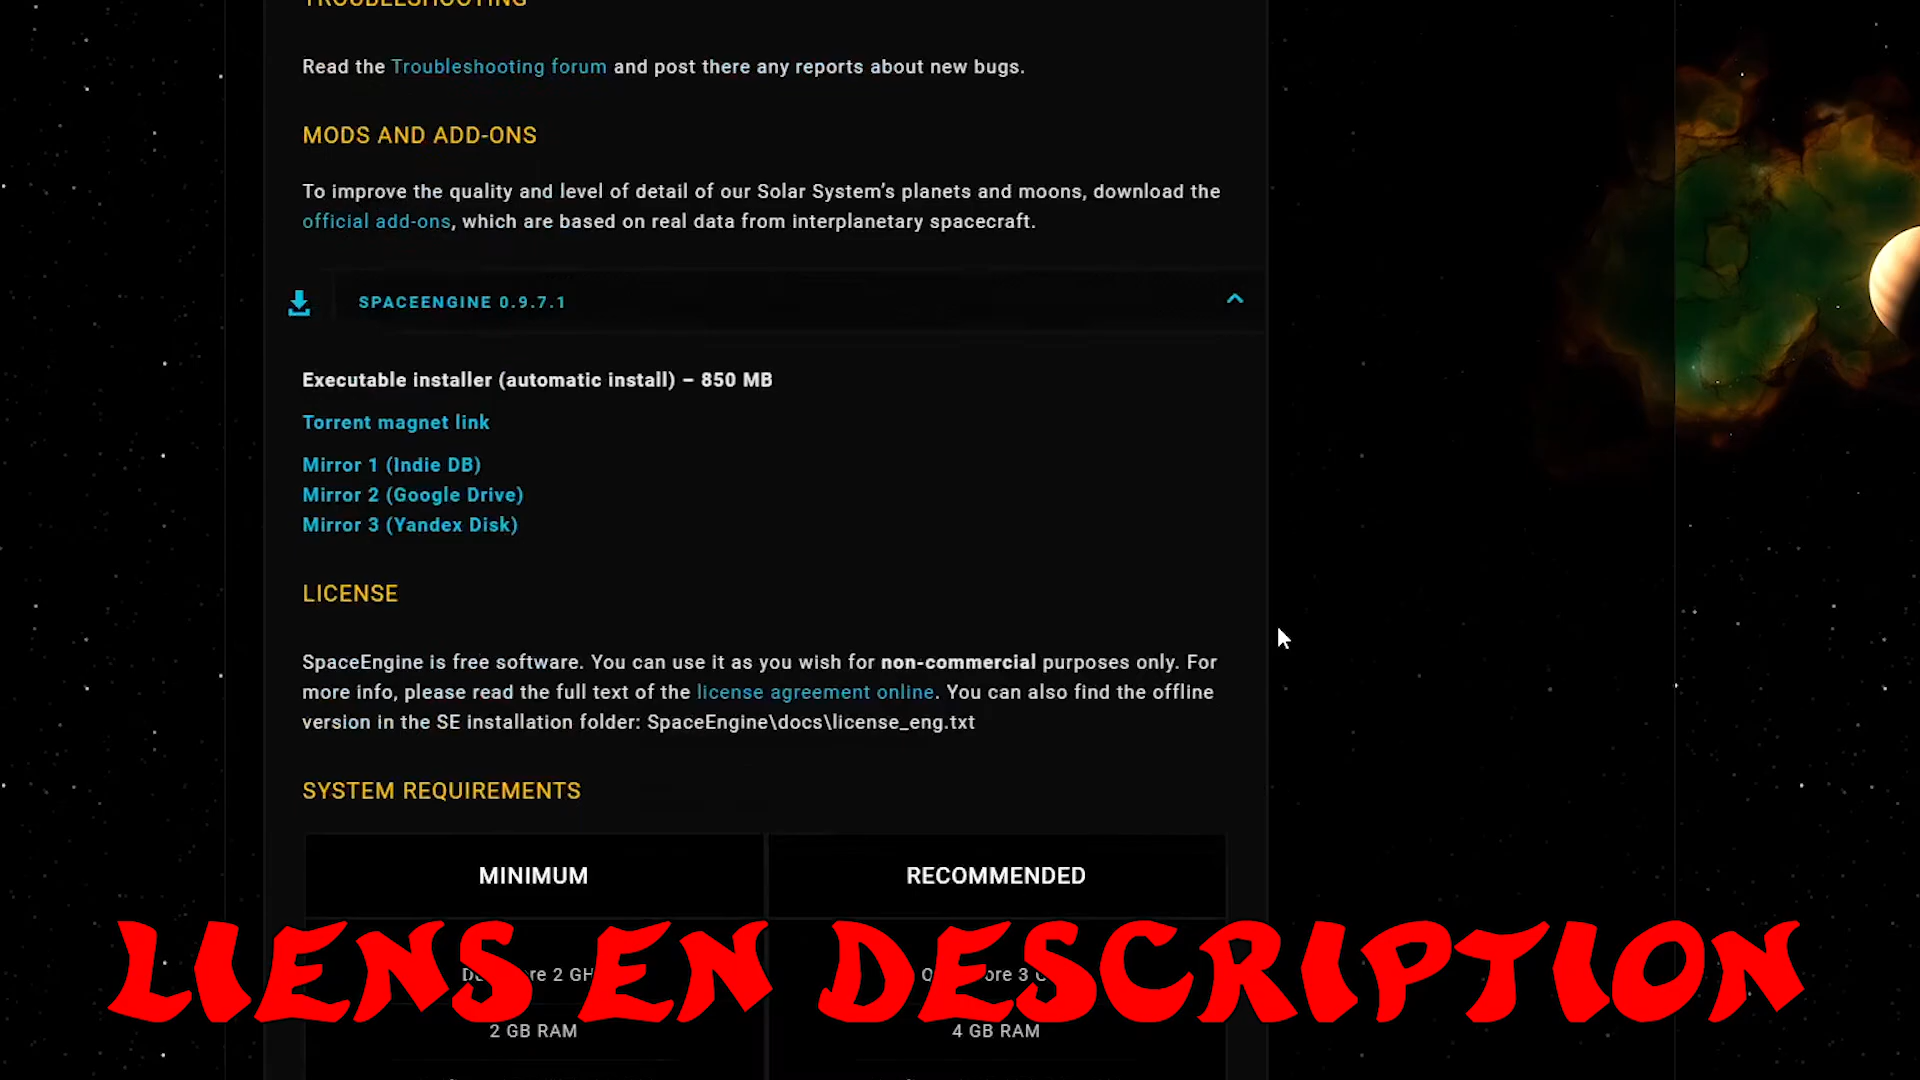 TROUBLESHOOTING
Read the Troubleshooting forum and post there any reports about new bugs.
MODS AND ADD-ONS
To improve the quality and level of detail of our Solar System’s planets and moons, download the
official add-ons, which are based on real data from interplanetary spacecraft.
SPACEENGINE 0.9.7.1
Executable installer (automatic install) – 850 MB
Torrent magnet link
Mirror 1 (Indie DB)
Mirror 2 (Google Drive)
Mirror 3 (Yandex Disk)
LICENSE
SpaceEngine is free software. You can use it as you wish for non-commercial purposes only. For
more info, please read the full text of the license agreement online. You can also find the offline
version in the SE installation folder: SpaceEngine\docs\license_eng.txt
SYSTEM REQUIREMENTS
MINIMUM RECOMMENDED
LIENS EN DESCRIPTION
2 GB RAM 4 GB RAM